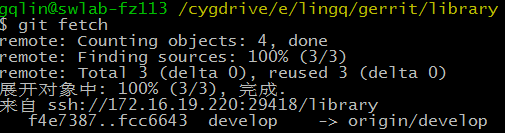 gqlin@swlab-fz113 /cygdrive/e/lingq/gerrit/library
$ git fetch
remote: Counting objects: 4, done
remote: Finding sources: 100% (3/3)
remote: Total 3 (delta 0), reused 3 (delta 0)
展开对象中: 100% (3/3), 完成.
来自 ssh://172.16.19.220:29418/library
   f4e7387..fcc6643  develop    -> origin/develop